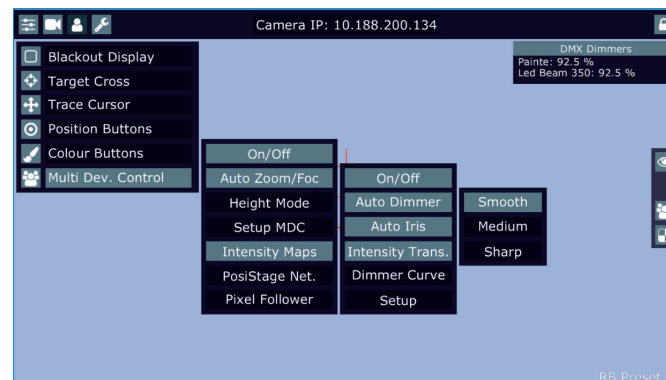 Camera IP: 10.188.200.134
DMX Dimmers
Painte: 92.5 %
Led Beam 350: 92.5 %
Blackout Display
Target Cross
Trace Cursor
Position Buttons
Colour Buttons
Multi Dev. Control
On/Off
Auto Zoom/Foc
Height Mode
Setup MDC
Intensity Maps
PosiStage Net.
Pixel Follower
On/Off
Auto Dimmer
Auto Iris
Intensity Trans.
Dimmer Curve
Setup
Smooth
Medium
Sharp
RB Preset